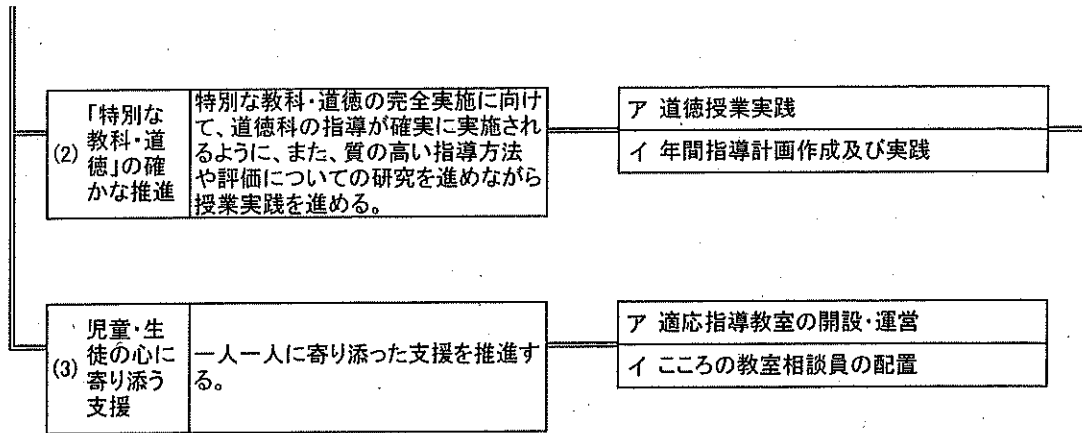 (2)
「特別な
教科・道
徳」の確
かな推進
特別な教科・道徳の完全実施に向け
て、道徳科の指導が確実に実施され
るように、また、質の高い指導方法
や評価についての研究を進めながら
授業実践を進める。
ア 道徳授業実践
イ 年間指導計画作成及び実践
(3)
児童・生
徒の心に
寄り添う
支援
一人一人に寄り添った支援を推進す
る。
ア 適応指導教室の開設・運営
イ こころの教室相談員の配置